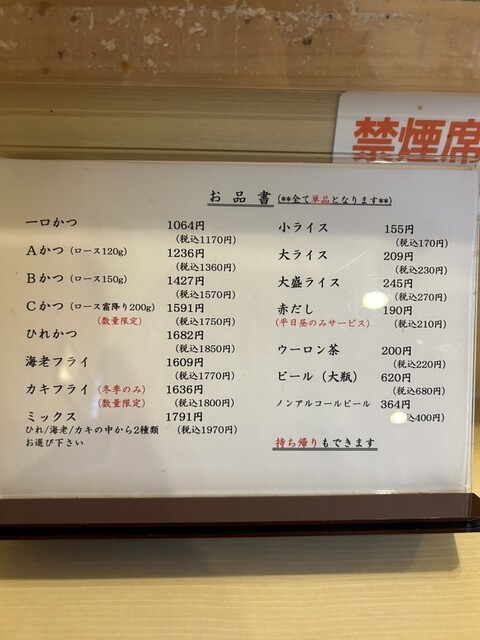 禁煙席
お品書 (**全て単品となります**)
一口かつ 1064円
(税込1170円)
Aかつ (ロース120g) 1236円
(税込1360円)
Bかつ (ロース150g) 1427円
(税込1570円)
Cかつ (ロース霜降り200g) 1591円
(数量限定) (税込1750円)
ひれかつ 1682円
(税込1850円)
海老フライ 1609円
(税込1770円)
カキフライ (冬季のみ) 1636円
(数量限定) (税込1800円)
ミックス 1791円
ひれ/海老/カキの中から2種類 (税込1970円)
お選び下さい
小ライス 155円
(税込170円)
大ライス 209円
(税込230円)
大盛ライス 245円
(税込270円)
赤だし 190円
(平日昼のみサービス) (税込210円)
ウーロン茶 200円
(税込220円)
ビール (大瓶) 620円
(税込680円)
ノンアルコールビール 364円
込400円)
持ち帰りもできます